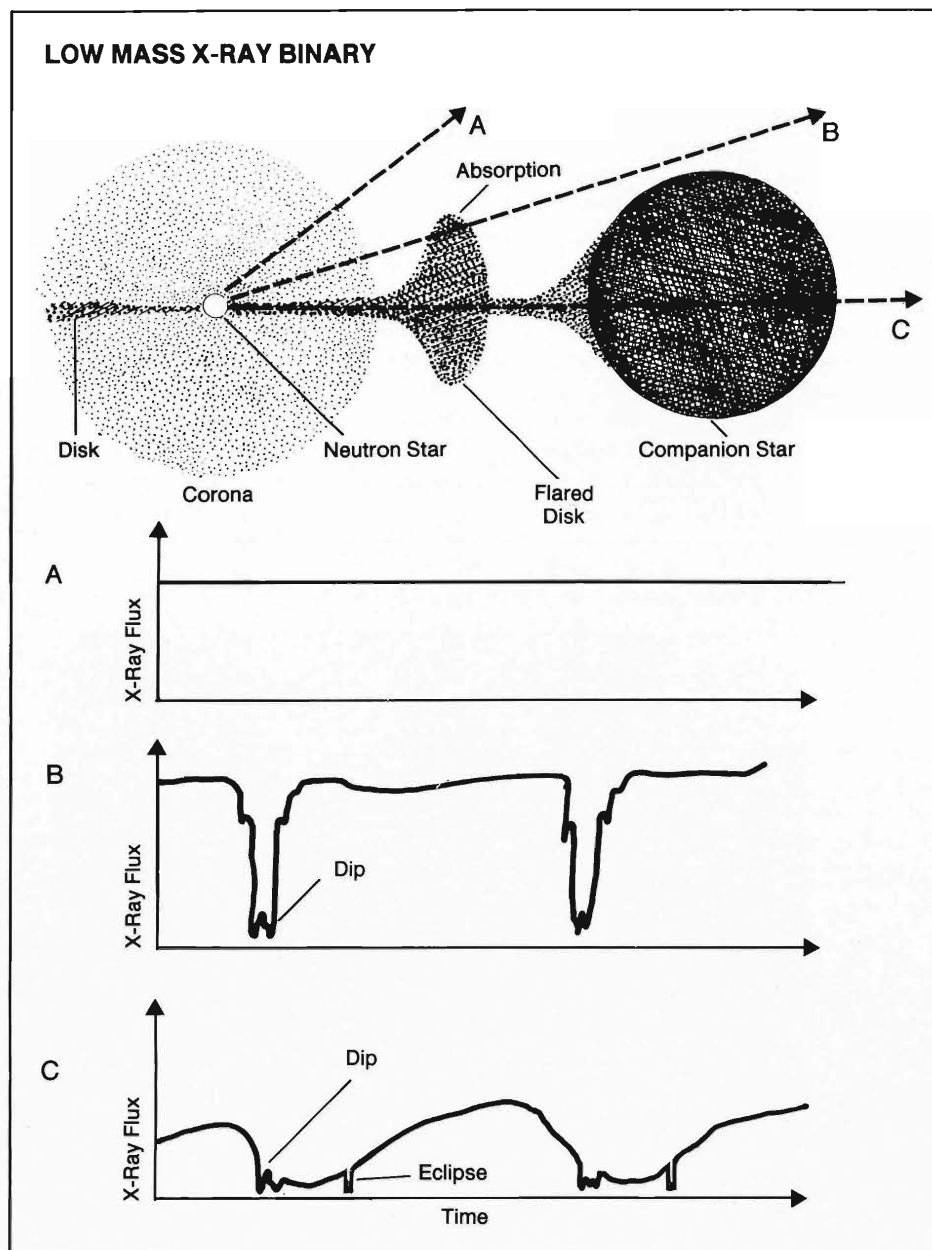 LOW MASS X-RAY BINARY
A
B
Absorption
C
Disk
Neutron Star
Companion Star
Corona
Flared
Disk
A
X-Ray Flux
B
X-Ray Flux
Dip
C
X-Ray Flux
Dip
Eclipse
Time